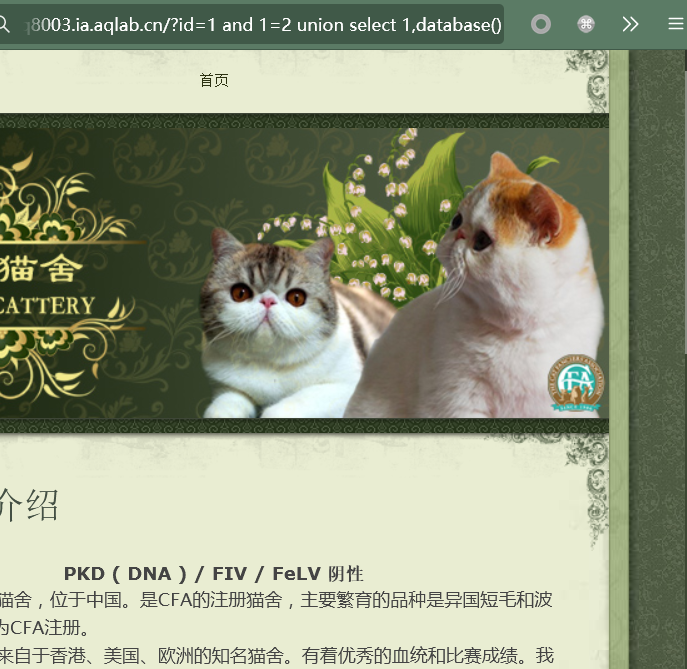 8003.ia.aqlab.cn/?id=1 and 1=2 union select 1,database()
首页
猫舍
CATTERY
CFA
介绍
PKD ( DNA ) / FIV / FeLV 阴性
猫舍，位于中国。是CFA的注册猫舍，主要繁育的品种是异国短毛和波
为CFA注册。
来自于香港、美国、欧洲的知名猫舍。有着优秀的血统和比赛成绩。我